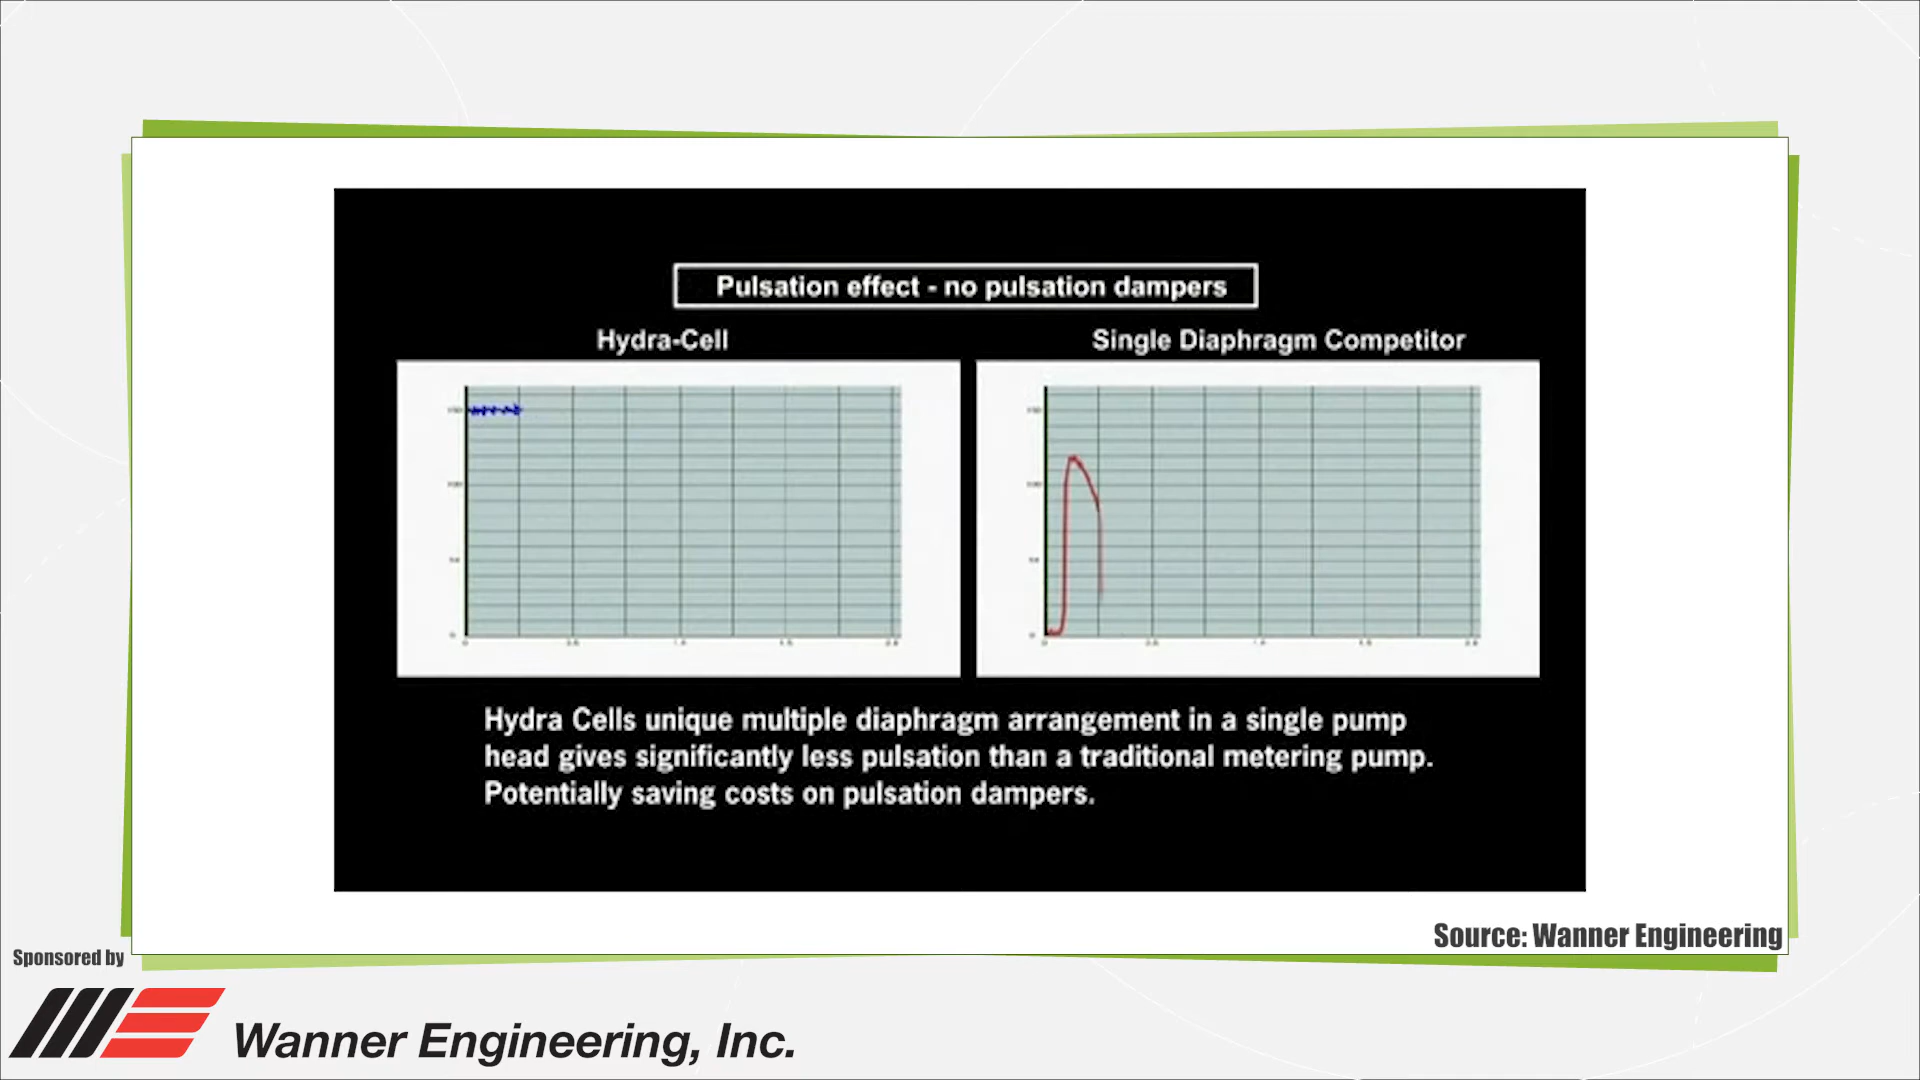 Pulsation effect - no pulsation dampers
Hydra-Cell
Single Diaphragm Competitor
Hydra Cells unique multiple diaphragm arrangement in a single pump
head gives significantly less pulsation than a traditional metering pump.
Potentially saving costs on pulsation dampers.
Source: Wanner Engineering
Sponsored by
Wanner Engineering, Inc.